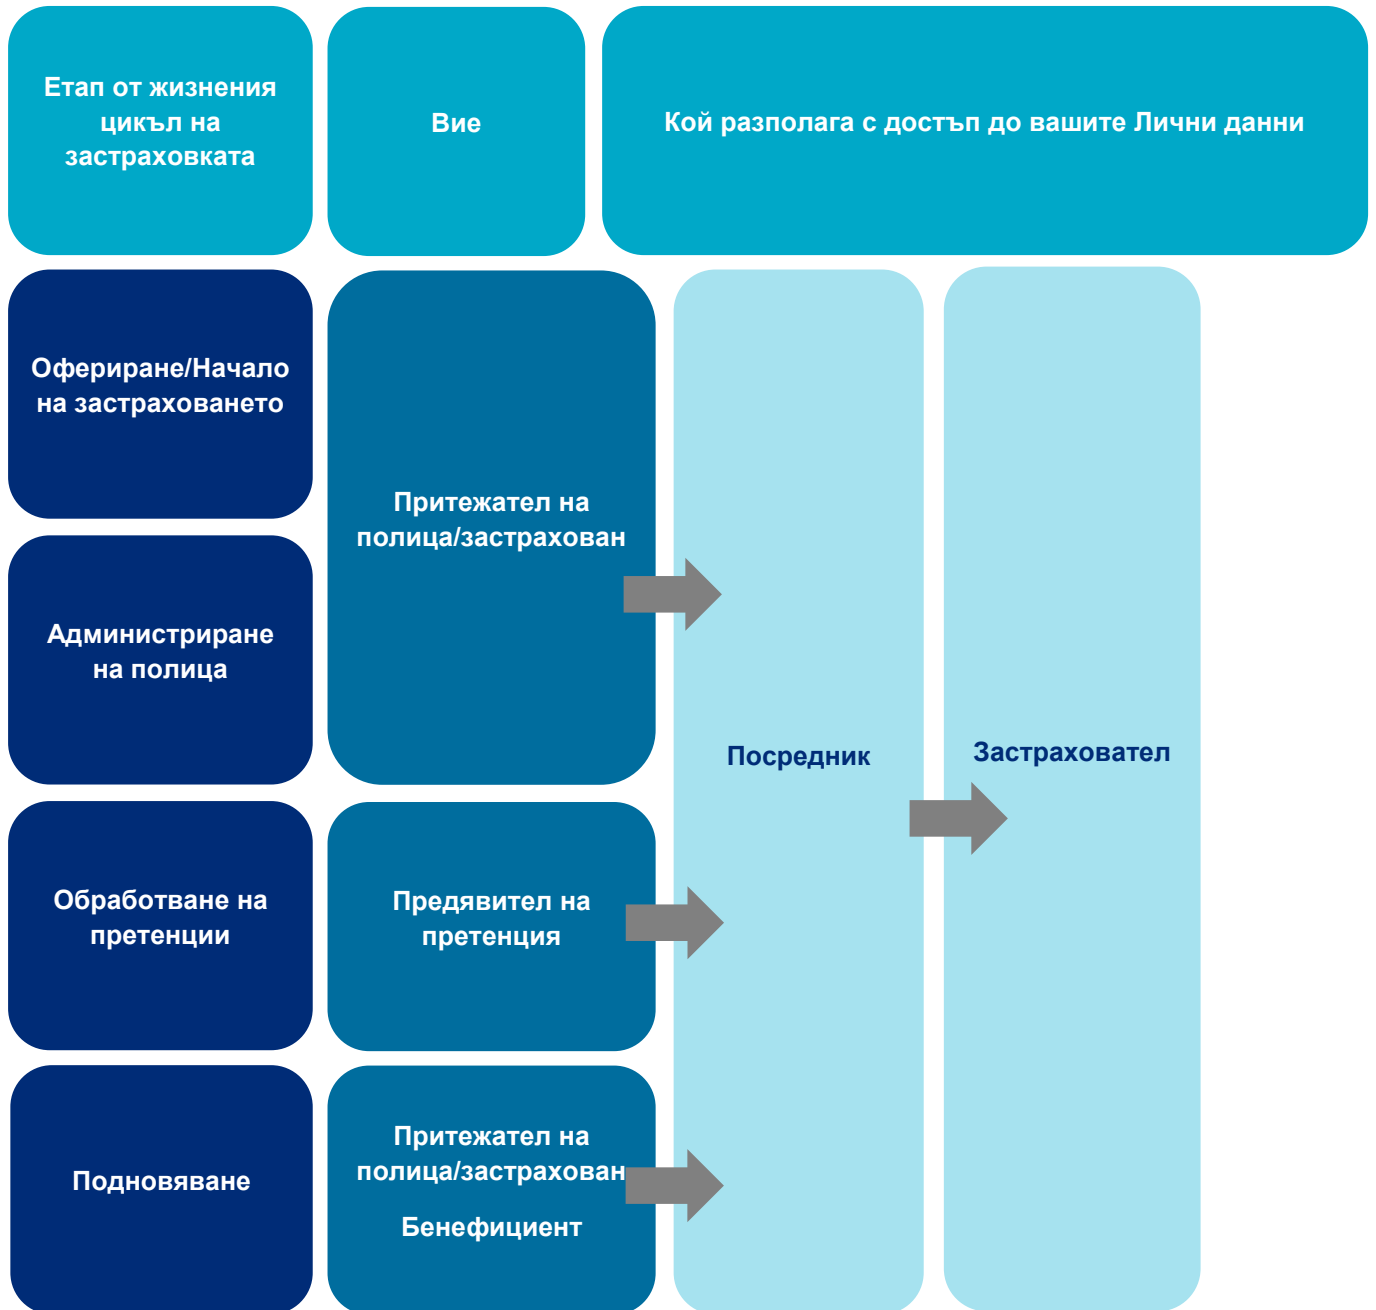 Етап от жизнения
цикъл на
застраховката
Вие
Кой разполага с достъп до вашите Лични данни
Офериране/Начало
на застраховането
Притежател на
полица/застрахован
Администриране
на полица
Посредник
Застраховател
Обработване на
претенции
Предявител на
претенция
Подновяване
Притежател на
полица/застрахован
Бенефициент